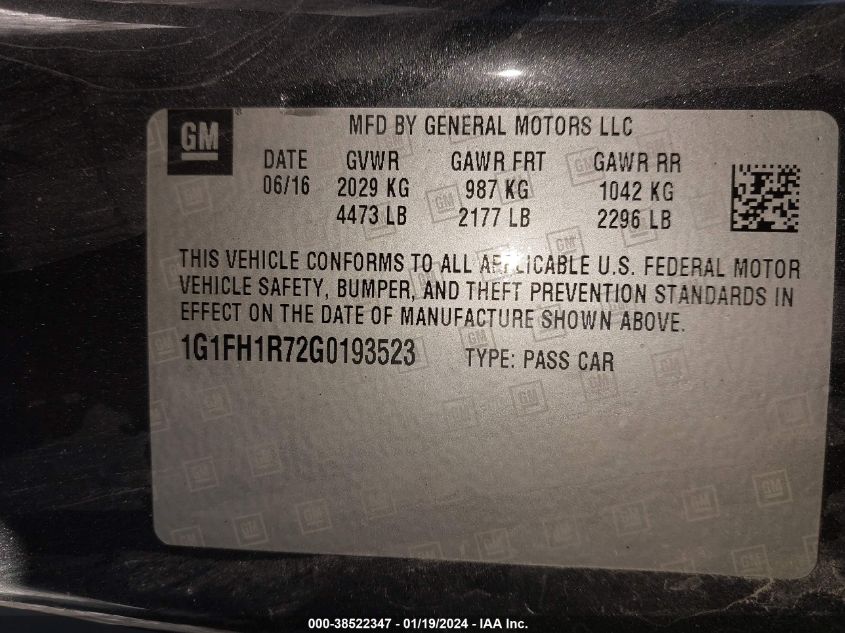 GM ® MFD BY GENERAL MOTORS LLC
DATE GVWR GAWR FRT GAWR RR
06/16 2029 KG 987 KG 1042 KG
4473 LB 2177 LB 2296 LB
THIS VEHICLE CONFORMS TO ALL APPLICABLE U.S. FEDERAL MOTOR
VEHICLE SAFETY, BUMPER, AND THEFT PREVENTION STANDARDS IN
EFFECT ON THE DATE OF MANUFACTURE SHOWN ABOVE.
1G1FH1R72G0193523 TYPE: PASS CAR
000-38522347 - 01/19/2024 - IAA Inc.